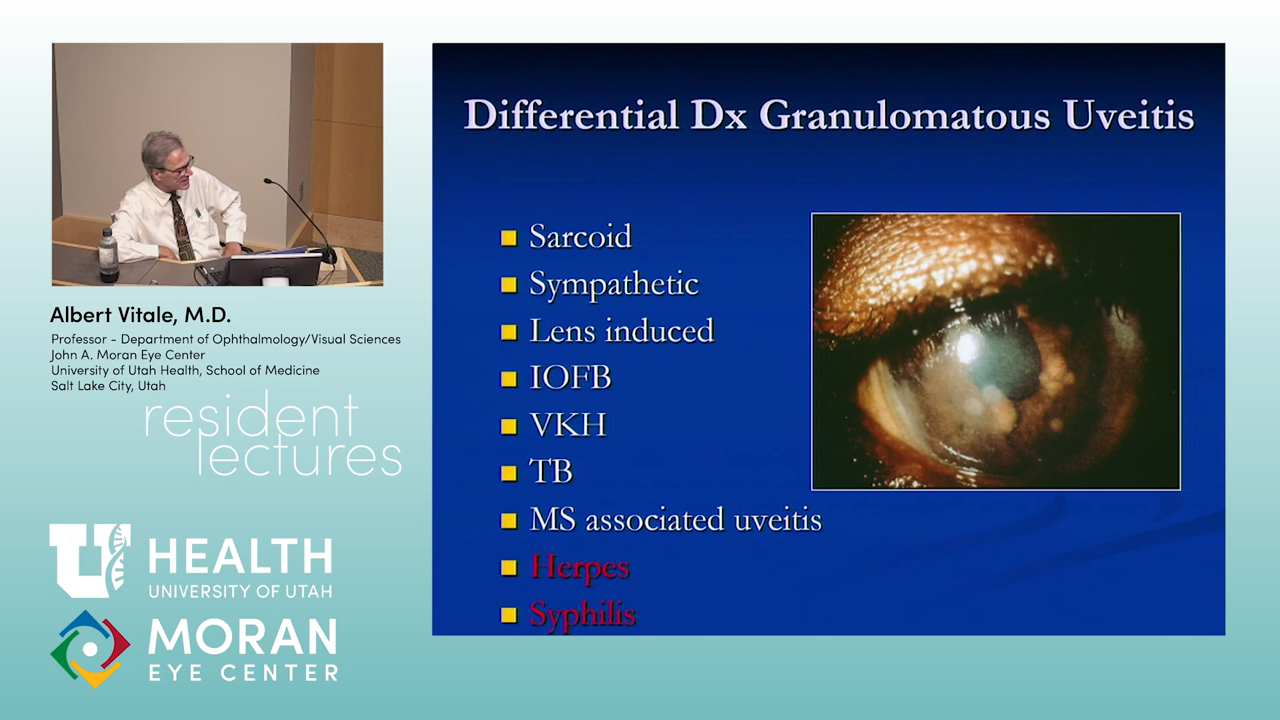 Differential Dx Granulomatous Uveitis
Sarcoid
Sympathetic
Lens induced
IOFB
VKH
TB
MS associated uveitis
Herpes
Syphilis
Albert Vitale, M.D.
Professor - Department of Ophthalmology/Visual Sciences
John A. Moran Eye Center
University of Utah Health, School of Medicine
Salt Lake City, Utah
resident
lectures
U HEALTH
UNIVERSITY OF UTAH
MORAN
EYE CENTER